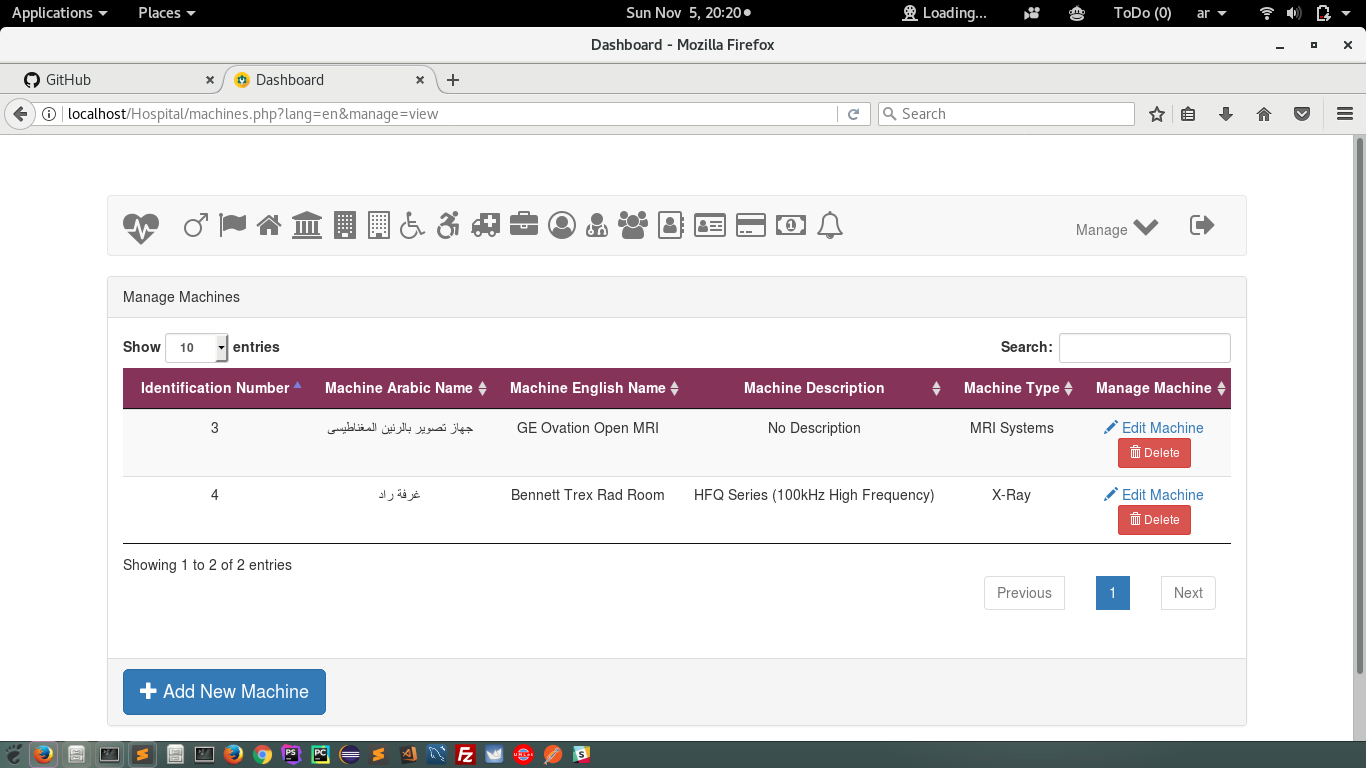 Applications Places Sun Nov 5, 20:20 Loading... ToDo (0) ar
Dashboard - Mozilla Firefox
GitHub Dashboard
localhost/Hospital/machines.php?lang=en&manage=view Search
Manage
Manage Machines
Show 10 entries Search:
Identification Number Machine Arabic Name Machine English Name Machine Description Machine Type Manage Machine
3 جهاز تصوير بالرنين المغناطيسى GE Ovation Open MRI No Description MRI Systems Edit Machine
Delete
4 غرفة راد Bennett Trex Rad Room HFQ Series (100kHz High Frequency) X-Ray Edit Machine
Delete
Showing 1 to 2 of 2 entries
Previous 1 Next
Add New Machine